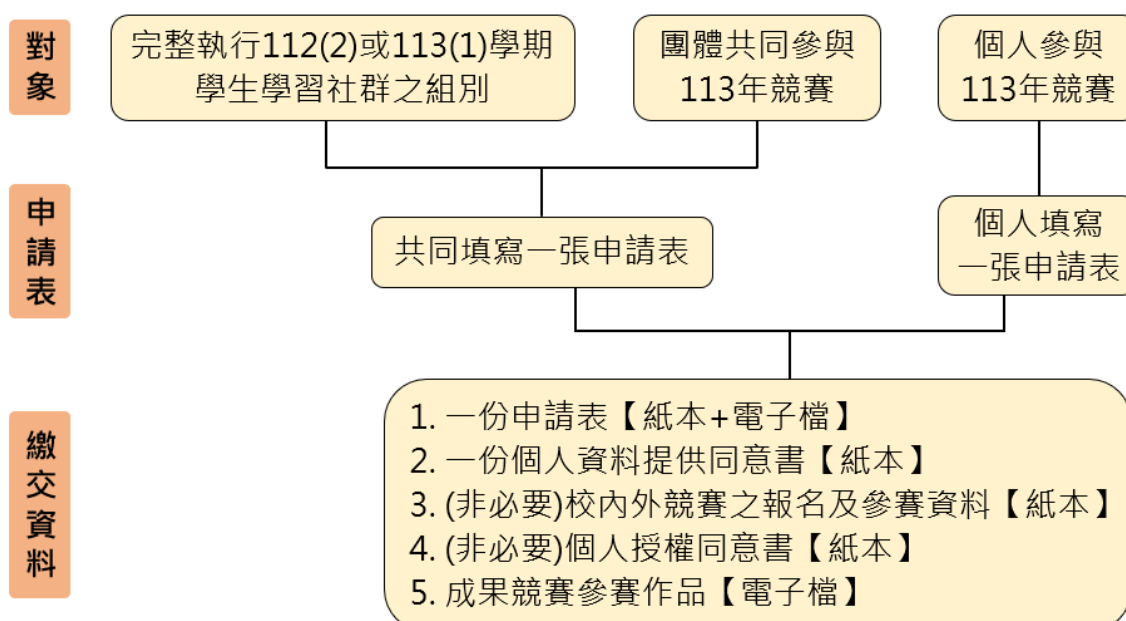 對象
完整執行112(2)或113(1)學期
學生學習社群之組別
團體共同參與
113年競賽
個人參與
113年競賽
申請表
共同填寫一張申請表
個人填寫
一張申請表
繳交資料
1. 一份申請表【紙本+電子檔】
2. 一份個人資料提供同意書【紙本】
3. (非必要)校內外競賽之報名及參賽資料【紙本】
4. (非必要)個人授權同意書【紙本】
5. 成果競賽參賽作品【電子檔】